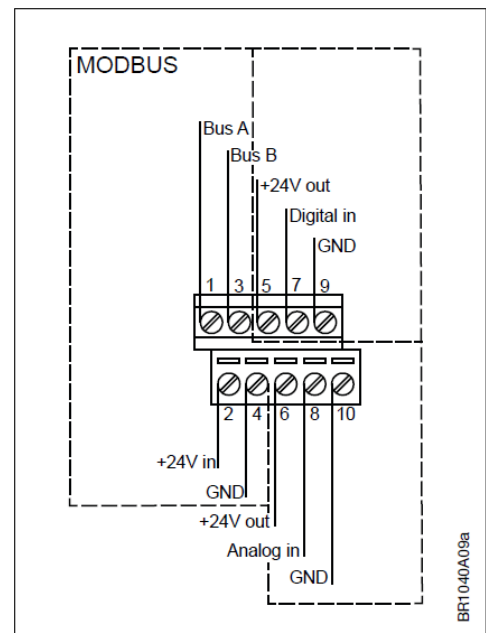 MODBUS
Bus A
Bus B
+24V out
Digital in
GND
1 3 5 7 9
2 4 6 8 10
+24V in
GND
+24V out
Analog in
GND
BR1040A09a